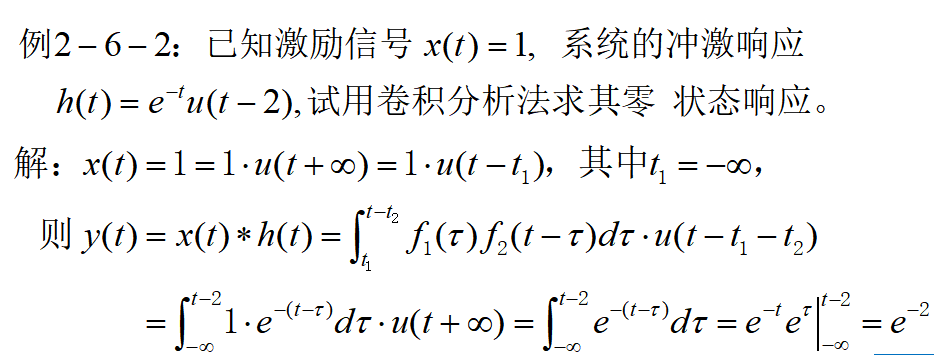 例2－6－2：已知激励信号 x(t) = 1, 系统的冲激响应
h(t) = e^{-t}u(t − 2), 试用卷积分析法求其零 状态响应。
解：x(t) = 1 = 1·u(t + ∞) = 1·u(t − t_1)，其中t_1 = −∞，
则 y(t) = x(t) * h(t) = ∫_{t_1}^{t−t_2} f_1(τ) f_2(t − τ)dτ · u(t − t_1 − t_2)
= ∫_{−∞}^{t−2} 1·e^{−(t−τ)}dτ · u(t + ∞) = ∫_{−∞}^{t−2} e^{−(t−τ)}dτ = e^{−t}e^{τ}|_{−∞}^{t−2} = e^{−2}